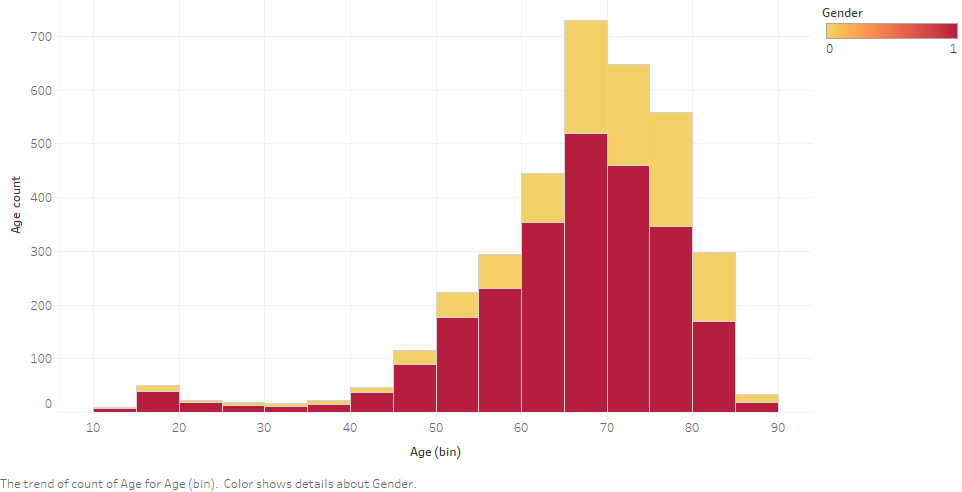 Gender
0 1
700
600
500
400
300
200
100
0
Age count
10 20 30 40 50 60 70 80 90
Age (bin)
The trend of count of Age for Age (bin). Color shows details about Gender.